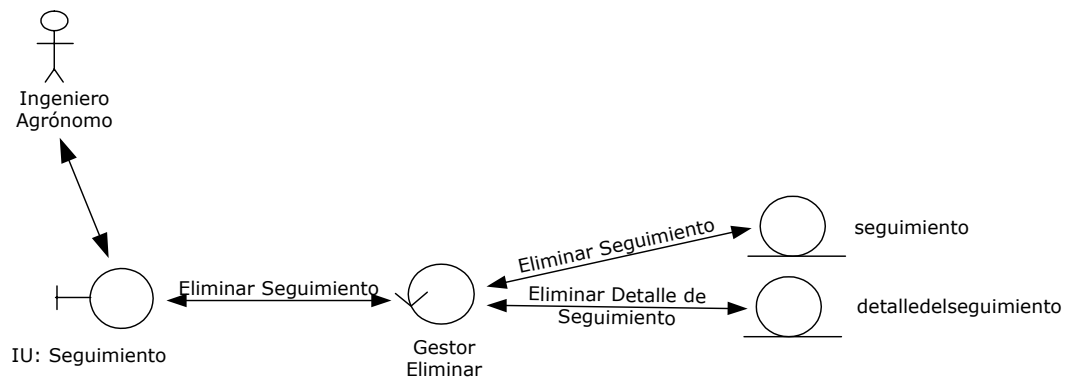 Ingeniero
Agrónomo
Eliminar Seguimiento
seguimiento
Eliminar Seguimiento
Eliminar Detalle de
Seguimiento
detalledelseguimiento
IU: Seguimiento
Gestor
Eliminar